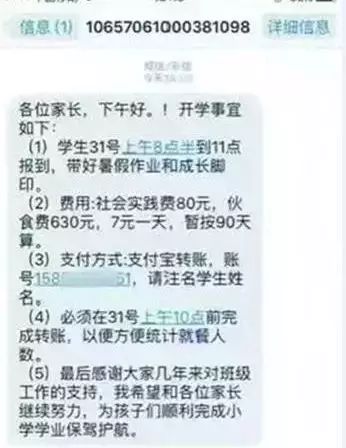 信息 (1) 10657061000381098 详细信息
各位家长，下午好。！开学事宜
如下：
（1）学生31号上午8点半到11点
报到，带好暑假作业和成长脚
印。
（2）费用:社会实践费80元，伙
食费630元，7元一天，暂按90天
算。
（3）支付方式:支付宝转账，账
号158 51，请注名学生姓
名。
（4）必须在31号上午10点前完
成转账，以便方便统计就餐人
数。
（5）最后感谢大家几年来对班级
工作的支持，我希望和各位家长
继续努力，为孩子们顺利完成小
学学业保驾护航。